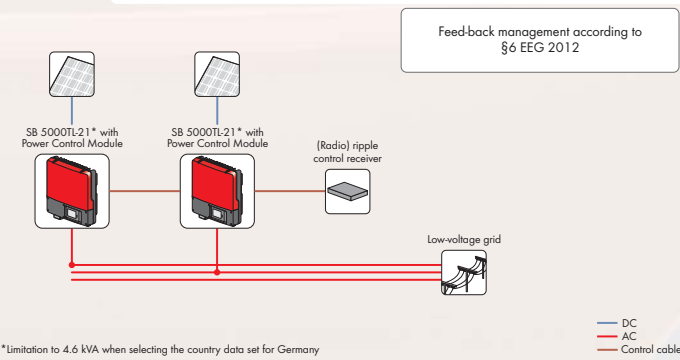 Feed-back management according to
§6 EEG 2012
SB 5000TL-21* with
Power Control Module
SB 5000TL-21* with
Power Control Module
(Radio) ripple
control receiver
Low-voltage grid
DC
AC
Control cable
*Limitation to 4.6 kVA when selecting the country data set for Germany